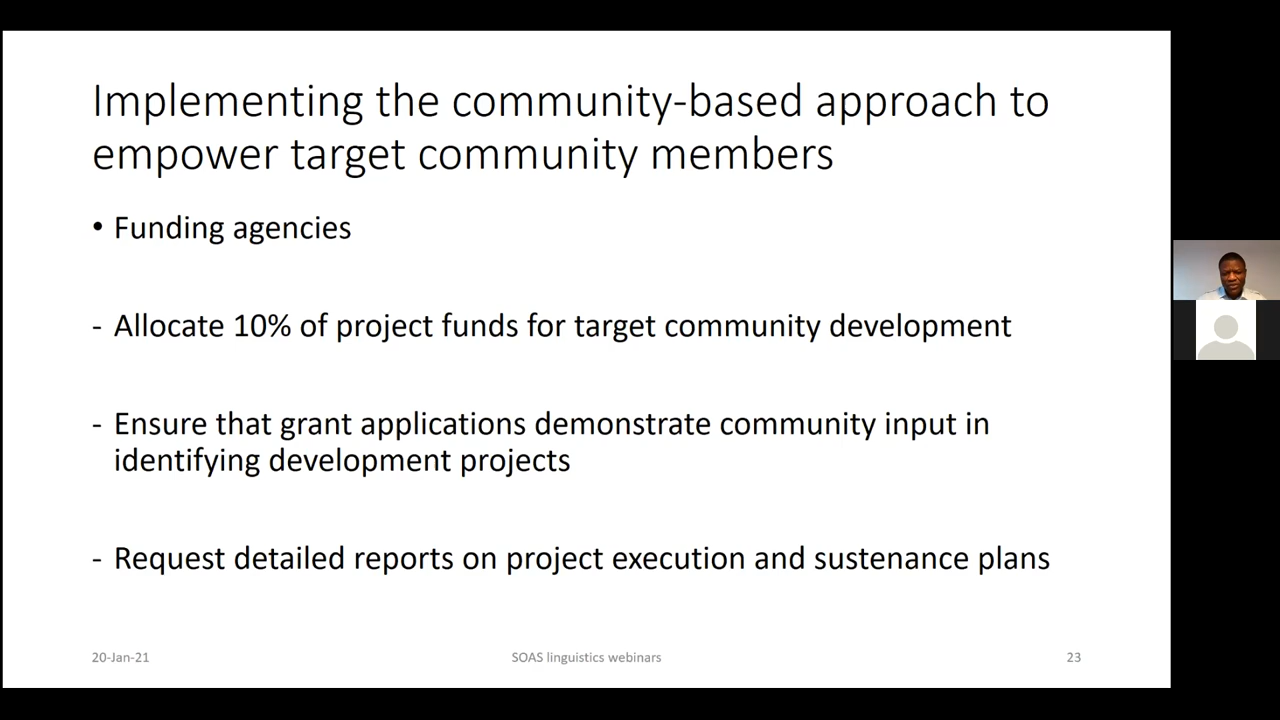 Implementing the community-based approach to
empower target community members
• Funding agencies
- Allocate 10% of project funds for target community development
- Ensure that grant applications demonstrate community input in
identifying development projects
- Request detailed reports on project execution and sustenance plans
20-Jan-21
SOAS linguistics webinars
23